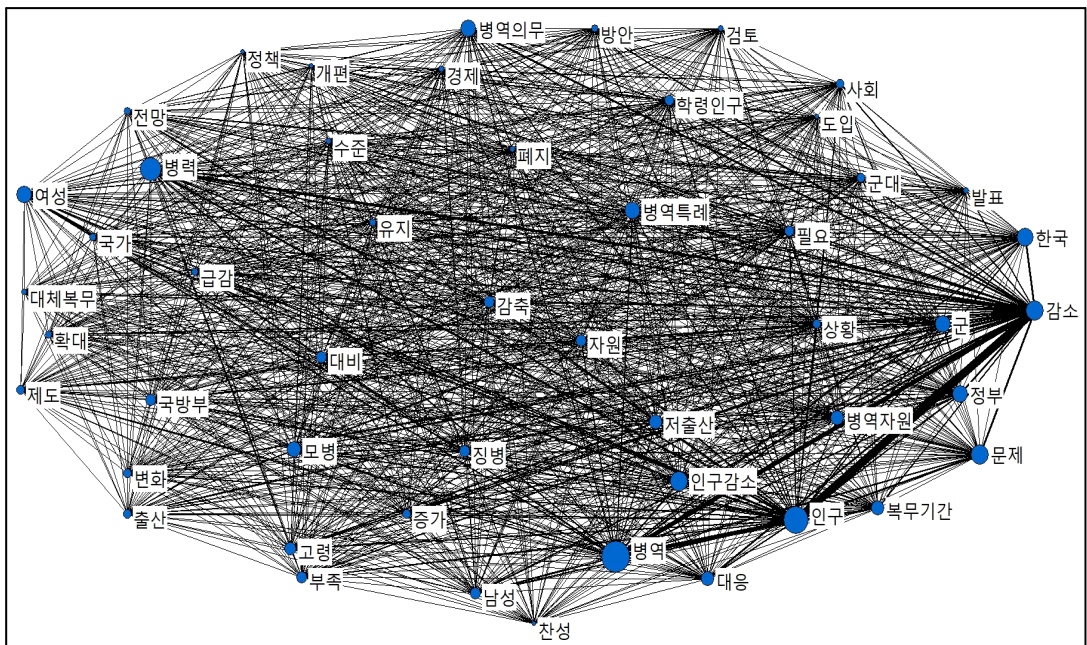 병역의무
방안
검토
정책
개편
경제
사회
학령인구
전망
도입
수준
폐지
병력
군대
발표
여성
병역특례
유지
필요
국가
한국
급감
대체복무
감축
감소
확대
자원
상황
군
대비
제도
국방부
정부
저출산
병역자원
모병
징병
문제
변화
인구감소
출산
증가
인구
복무기간
고령
병역
부족
대응
남성
찬성